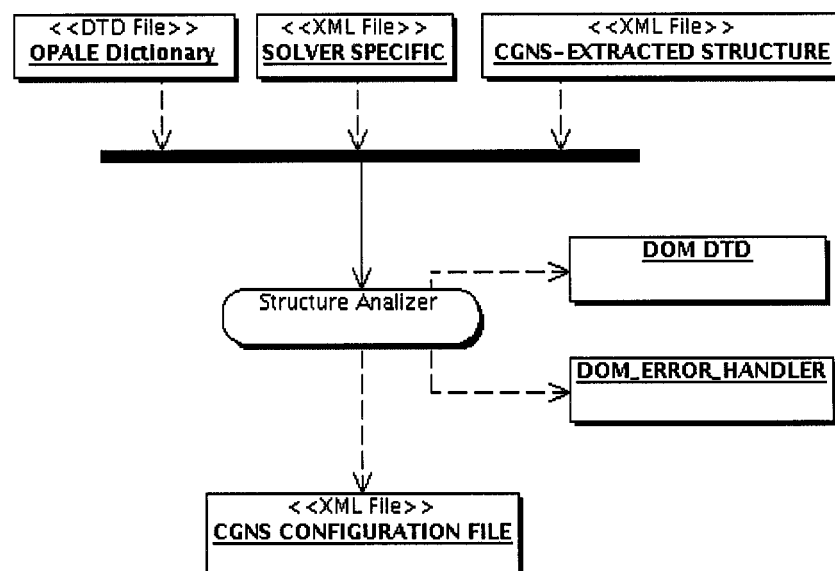 <<DTD File>>
OPALE Dictionary
<<XML File>>
SOLVER SPECIFIC
<<XML File>>
CGNS-EXTRACTED STRUCTURE
DOM DTD
Structure Analizer
DOM_ERROR_HANDLER
<<XML File>>
CGNS CONFIGURATION FILE